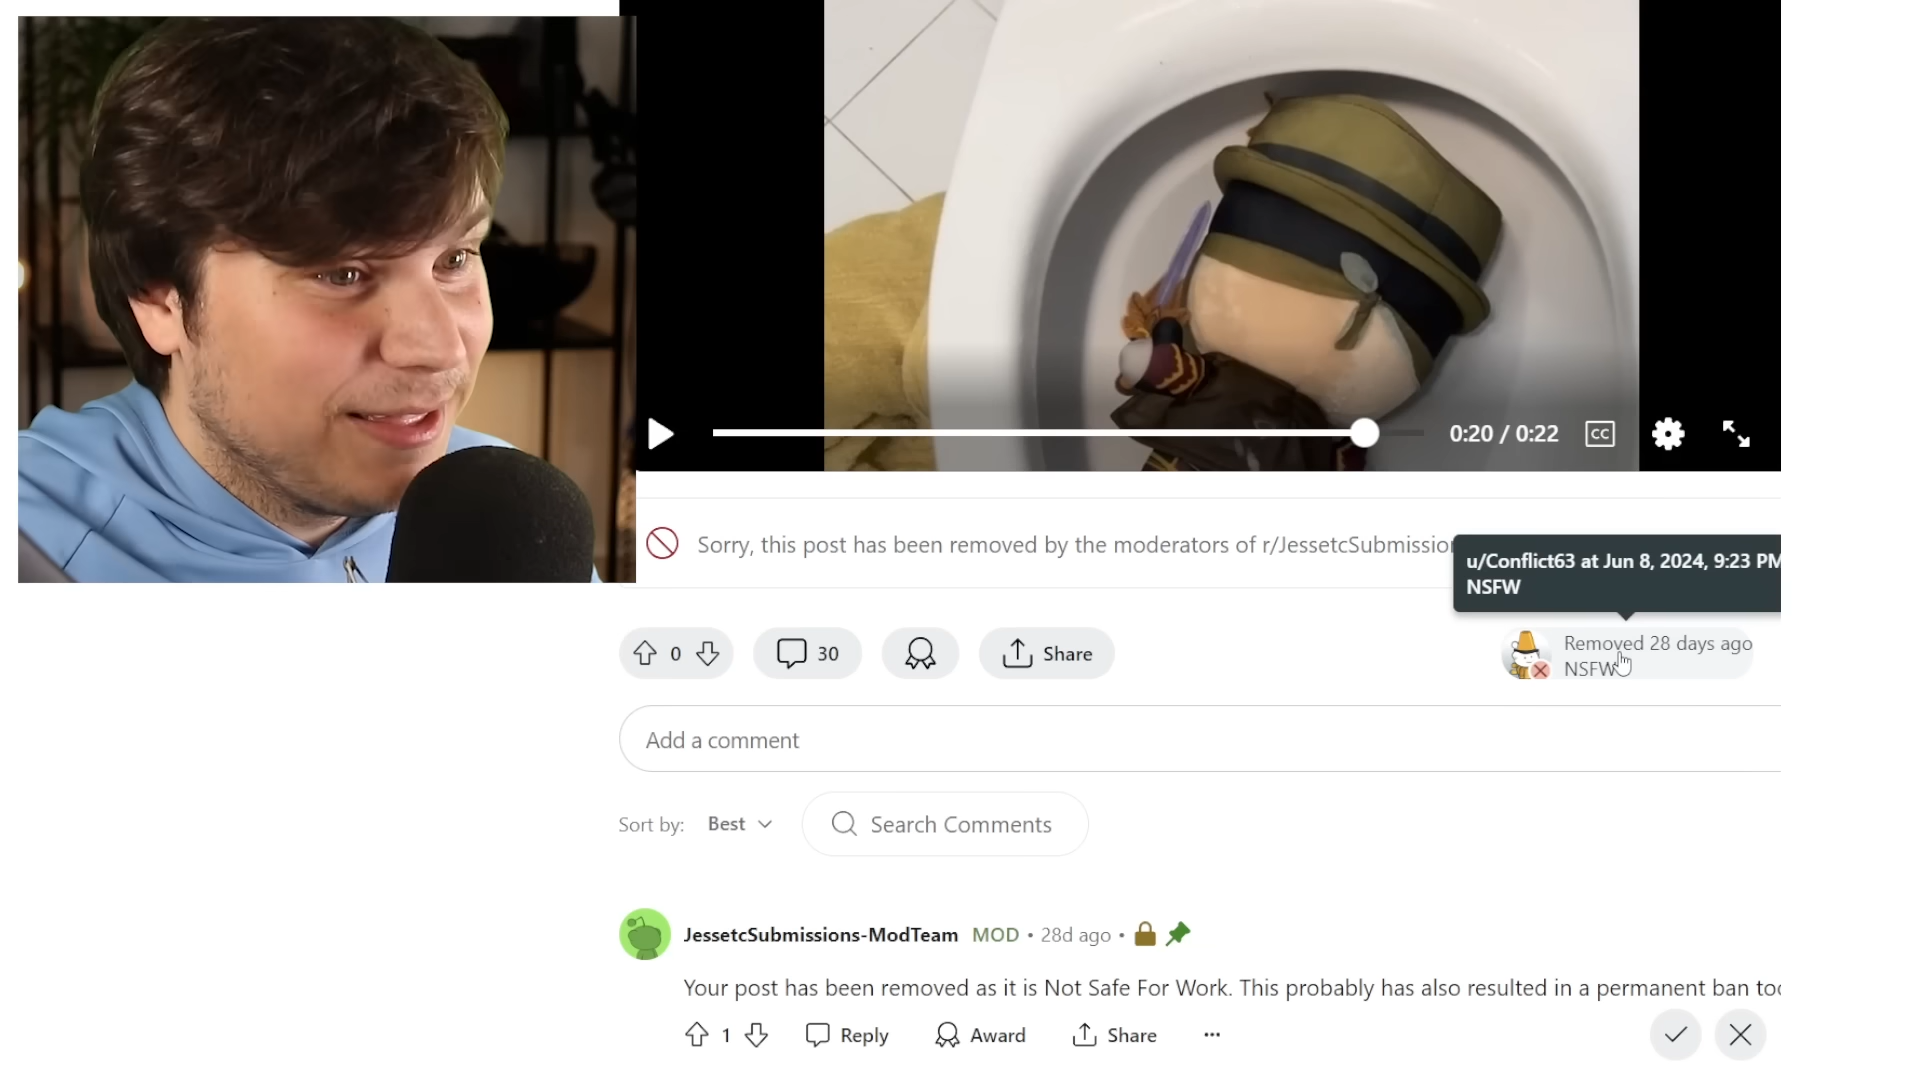 0:20 / 0:22
CC
Sorry, this post has been removed by the moderators of
u/Conflict63 at Jun 8, 2024, 9:23 PM
NSFW
0
30
Share
Removed 28 days ago
NSFW
Add a comment
Sort by:
Best
Search Comments
JessetcSubmissions-ModTeam MOD • 28d ago •
Your post has been removed as it is Not Safe For Work. This probably has also resulted in a permanent ban
1
Reply
Award
Share